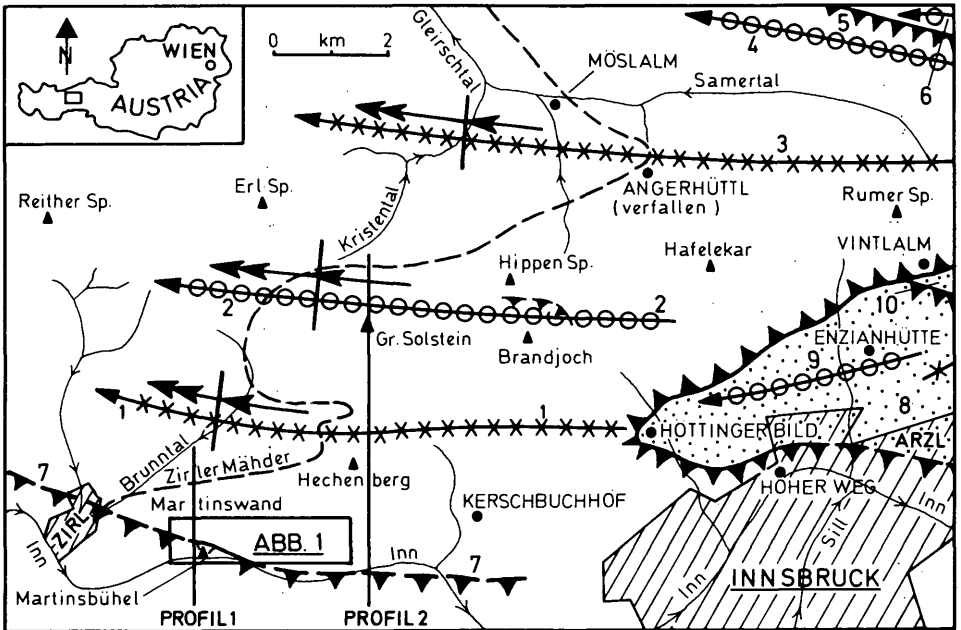 N
WIEN
AUSTRIA
0 km 2
Gleirschtal
MÖSLALM
Samertal
4
5
6
3
ANGERHÜTTL
(verfallen)
Reither Sp.
Erl Sp.
Kristental
Rumer Sp.
Hippen Sp.
Hafelekar
VINTLALM
2
2
Gr. Solstein
Brandjoch
10
ENZIANHÜTTE
9
8
ARZL
1
1
HÖTTINGER BILD
Brunntal
Zirler Mähder
Hechenberg
7
Martinswand
KERSCHBUCHHOF
HÖHER WEG
Inn
ZIRL
Inn
ABB. 1
Inn
7
Sill
Inn
INNSBRUCK
Martinsbühel
PROFIL 1
PROFIL 2